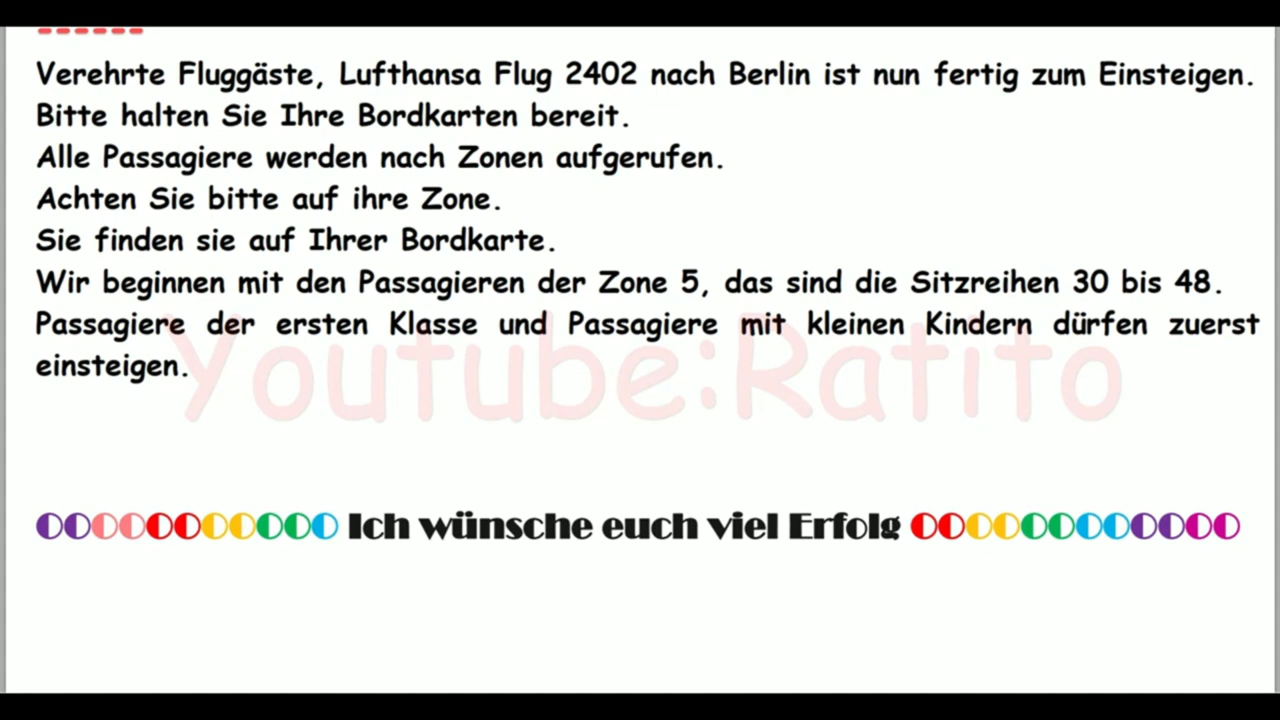 Verehrte Fluggäste, Lufthansa Flug 2402 nach Berlin ist nun fertig zum Einsteigen.
Bitte halten Sie Ihre Bordkarten bereit.
Alle Passagiere werden nach Zonen aufgerufen.
Achten Sie bitte auf ihre Zone.
Sie finden sie auf Ihrer Bordkarte.
Wir beginnen mit den Passagieren der Zone 5, das sind die Sitzreihen 30 bis 48.
Passagiere der ersten Klasse und Passagiere mit kleinen Kindern dürfen zuerst
einsteigen.
Youtube:Ratito
Ich wünsche euch viel Erfolg